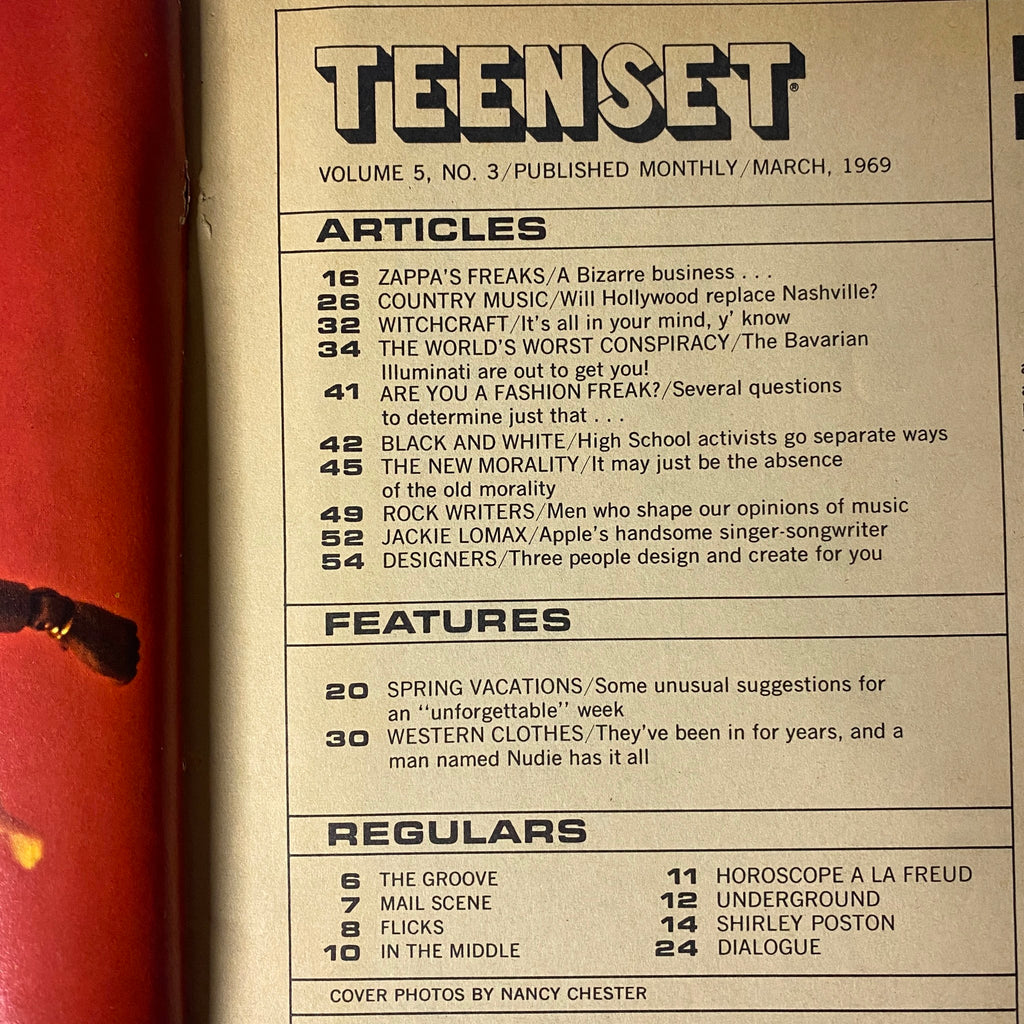 TEENSET®
VOLUME 5, NO. 3/PUBLISHED MONTHLY/MARCH, 1969
ARTICLES
16 ZAPPA'S FREAKS/A Bizarre business . . .
26 COUNTRY MUSIC/Will Hollywood replace Nashville?
32 WITCHCRAFT/It's all in your mind, y' know
34 THE WORLD'S WORST CONSPIRACY/The Bavarian
Illuminati are out to get you!
41 ARE YOU A FASHION FREAK?/Several questions
to determine just that . . .
42 BLACK AND WHITE/High School activists go separate ways
45 THE NEW MORALITY/It may just be the absence
of the old morality
49 ROCK WRITERS/Men who shape our opinions of music
52 JACKIE LOMAX/Apple's handsome singer-songwriter
54 DESIGNERS/Three people design and create for you
FEATURES
20 SPRING VACATIONS/Some unusual suggestions for
an "unforgettable" week
30 WESTERN CLOTHES/They've been in for years, and a
man named Nudie has it all
REGULARS
6 THE GROOVE
7 MAIL SCENE
8 FLICKS
10 IN THE MIDDLE
11 HOROSCOPE A LA FREUD
12 UNDERGROUND
14 SHIRLEY POSTON
24 DIALOGUE
COVER PHOTOS BY NANCY CHESTER